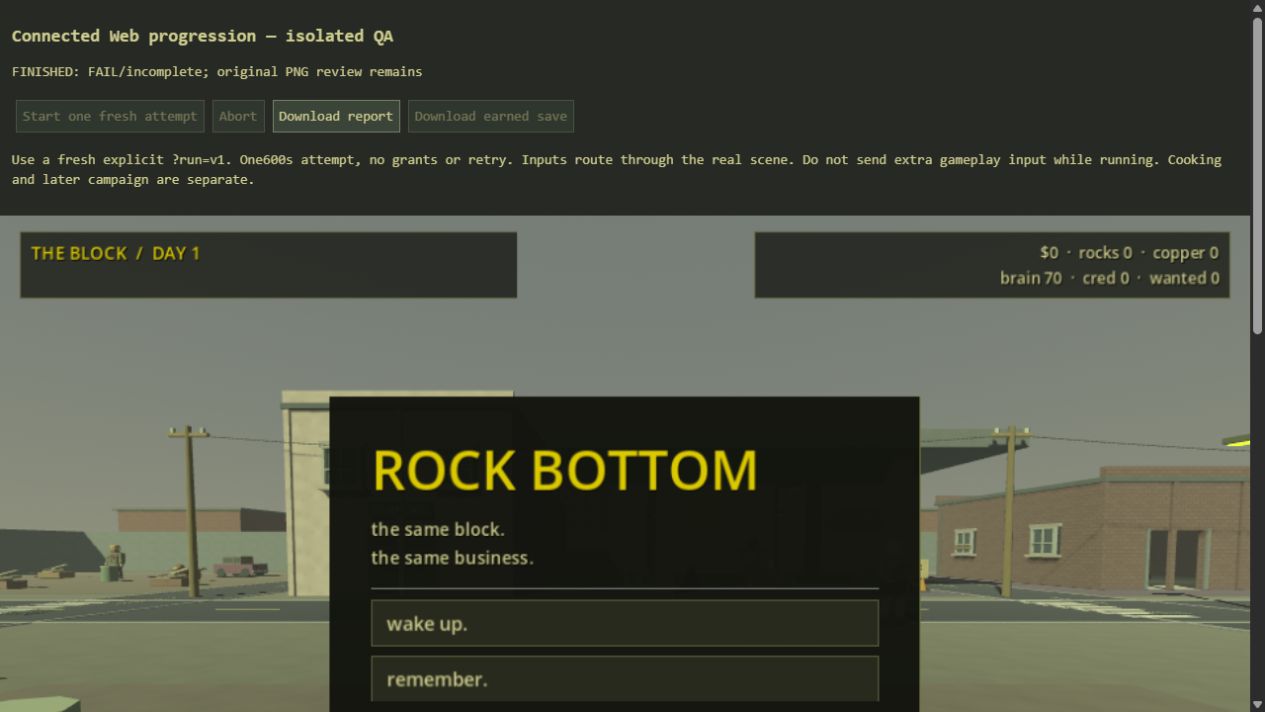 Connected Web progression — isolated QA
FINISHED: FAIL/incomplete; original PNG review remains
Start one fresh attempt Abort Download report Download earned save
Use a fresh explicit ?run=v1. One600s attempt, no grants or retry. Inputs route through the real scene. Do not send extra gameplay input while running. Cooking
and later campaign are separate.
THE BLOCK / DAY 1
$0 · rocks 0 · copper 0
brain 70 · cred 0 · wanted 0
ROCK BOTTOM
the same block.
the same business.
wake up.
remember.